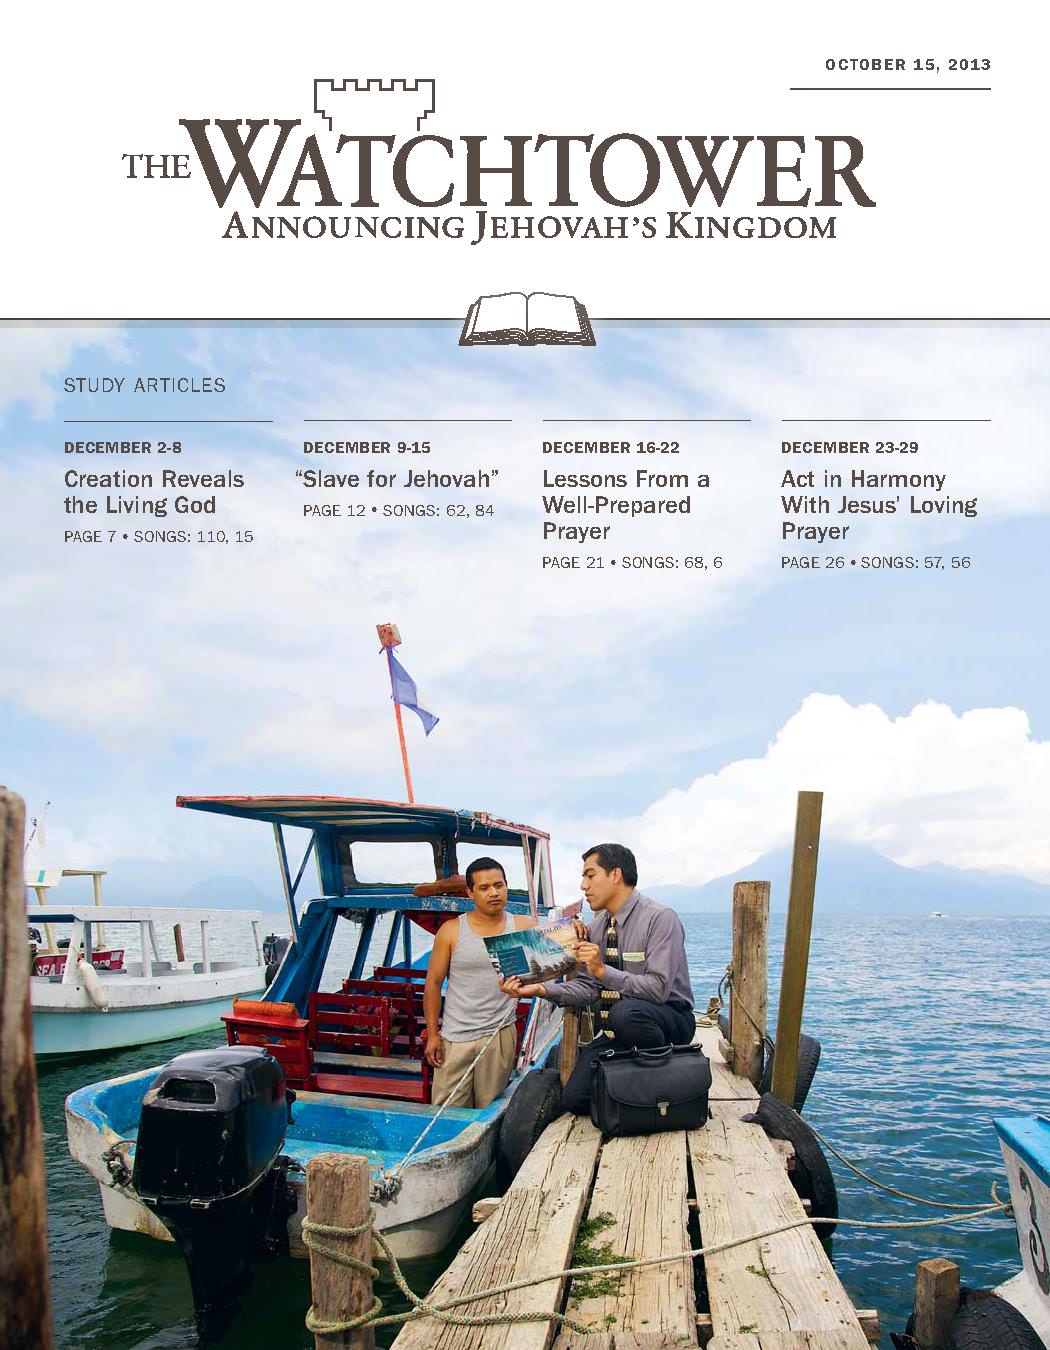 OCTOBER 15, 2013
THE WATCHTOWER
ANNOUNCING JEHOVAH’S KINGDOM
STUDY ARTICLES
DECEMBER 2-8
Creation Reveals
the Living God
PAGE 7 • SONGS: 110, 15
DECEMBER 9-15
“Slave for Jehovah”
PAGE 12 • SONGS: 62, 84
DECEMBER 16-22
Lessons From a
Well-Prepared
Prayer
PAGE 21 • SONGS: 68, 6
DECEMBER 23-29
Act in Harmony
With Jesus’ Loving
Prayer
PAGE 26 • SONGS: 57, 56
SEA
3